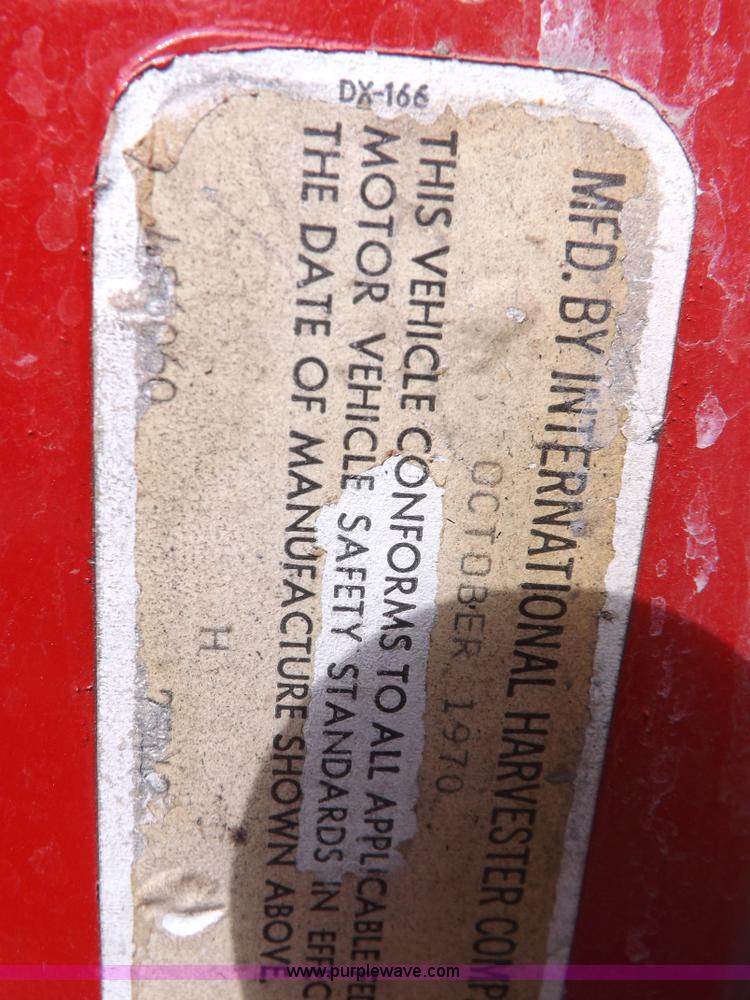 DX-166
MFD. BY INTERNATIONAL HARVESTER COMP
OCTOBER 1970
THIS VEHICLE CONFORMS TO ALL APPLICABLE
MOTOR VEHICLE SAFETY STANDARDS IN EFFEC
THE DATE OF MANUFACTURE SHOWN ABOVE.
H
www.purplewave.com